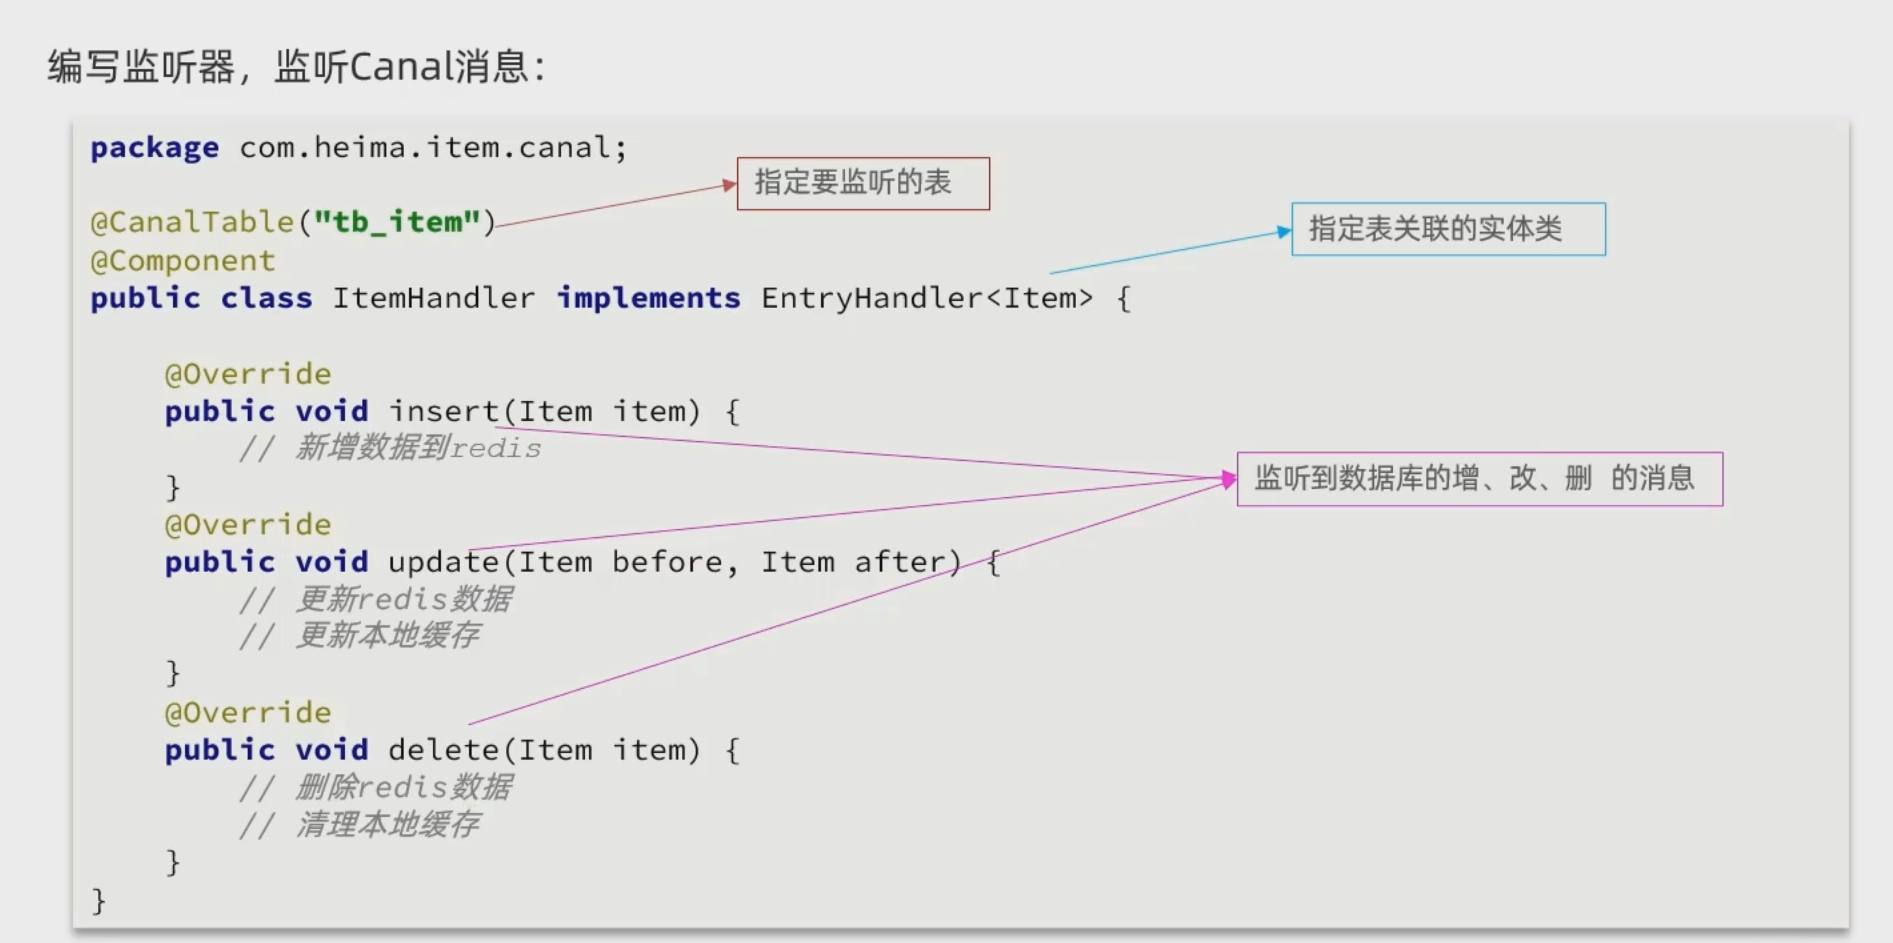 编写监听器，监听Canal消息：
package com.heima.item.canal;
指定要监听的表
@CanalTable("tb_item")
指定表关联的实体类
@Component
public class ItemHandler implements EntryHandler<Item> {
@Override
public void insert(Item item) {
// 新增数据到redis
监听到数据库的增、改、删 的消息
}
@Override
public void update(Item before, Item after) {
// 更新redis数据
// 更新本地缓存
}
@Override
public void delete(Item item) {
// 删除redis数据
// 清理本地缓存
}
}